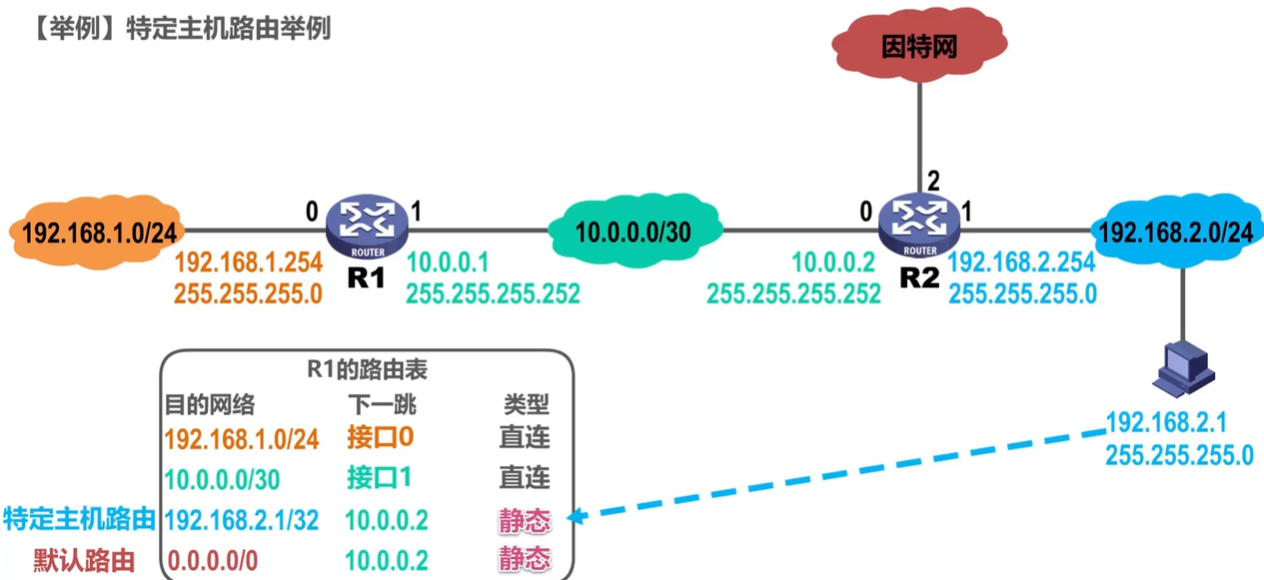 【举例】特定主机路由举例
因特网
2
0
1
0
1
192.168.1.0/24
10.0.0.0/30
192.168.2.0/24
ROUTER
ROUTER
R1
R2
192.168.1.254
255.255.255.0
10.0.0.1
255.255.255.252
10.0.0.2
255.255.255.252
192.168.2.254
255.255.255.0
192.168.2.1
255.255.255.0
R1的路由表
目的网络 下一跳 类型
192.168.1.0/24 接口0 直连
10.0.0.0/30 接口1 直连
特定主机路由 192.168.2.1/32 10.0.0.2 静态
默认路由 0.0.0.0/0 10.0.0.2 静态